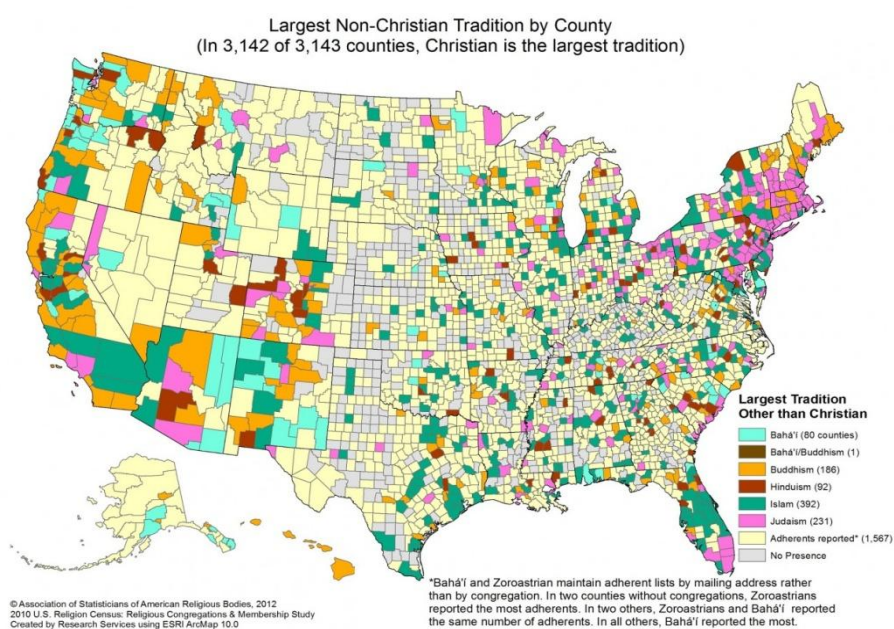 Largest Non-Christian Tradition by County
(In 3,142 of 3,143 counties, Christian is the largest tradition)
Largest Tradition
Other than Christian
Bahá'í (80 counties)
Bahá'í/Buddhism (1)
Buddhism (186)
Hinduism (92)
Islam (392)
Judaism (231)
Adherents reported* (1,567)
No Presence
*Bahá'í and Zoroastrian maintain adherent lists by mailing address rather
than by congregation. In two counties without congregations, Zoroastrians
reported the most adherents. In two others, Zoroastrians and Bahá'í reported
the same number of adherents. In all others, Bahá'í reported the most.
© Association of Statisticians of American Religious Bodies, 2012
2010 U.S. Religion Census: Religious Congregations & Membership Study
Created by Research Services using ESRI ArcMap 10.0